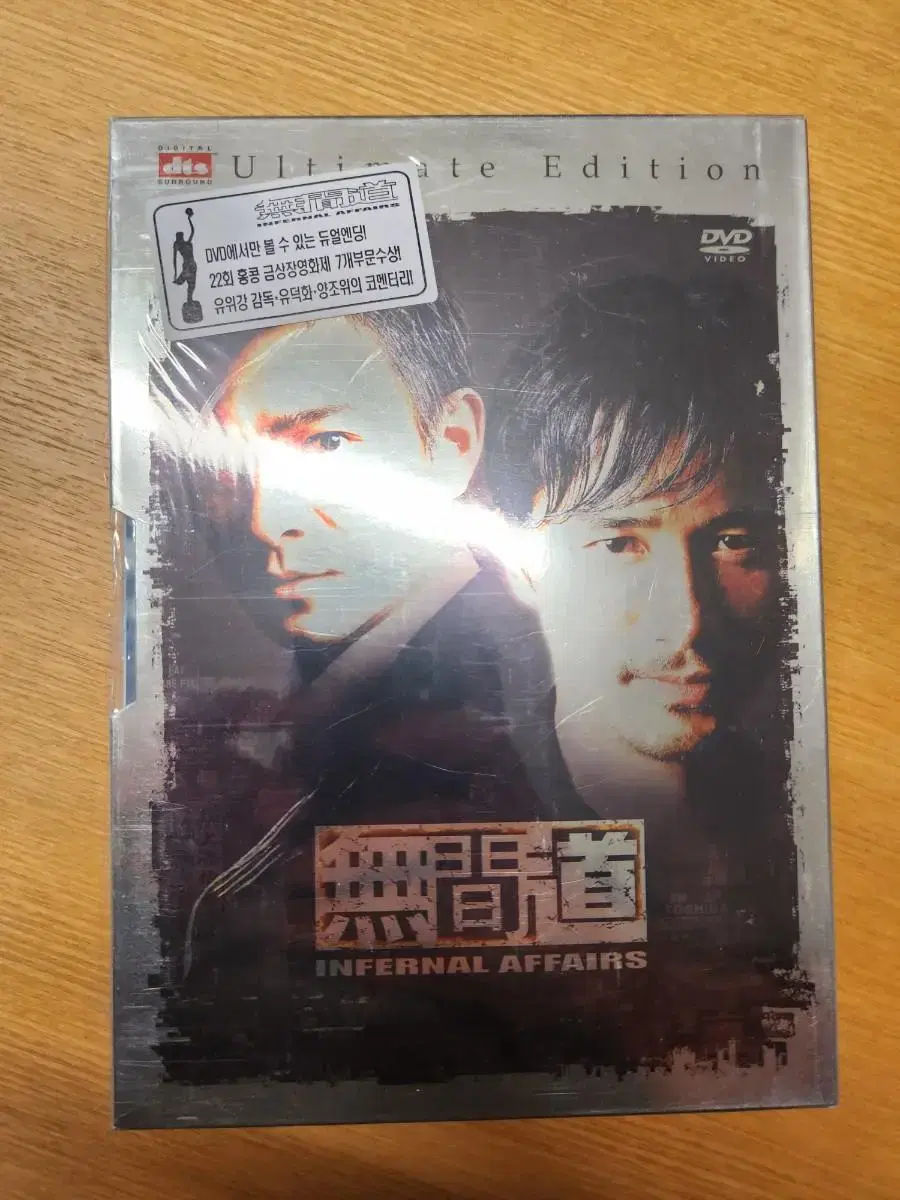 DIGITAL
dts
SURROUND
Ultimate Edition
無間道
INFERNAL AFFAIRS
DVD에서만 볼 수 있는 듀얼엔딩!
22회 홍콩 금상장영화제 7개부문수상!
유위강 감독·유덕화·양조위의 코멘터리!
DVD
VIDEO
無間道
INFERNAL AFFAIRS
TOSHIBA